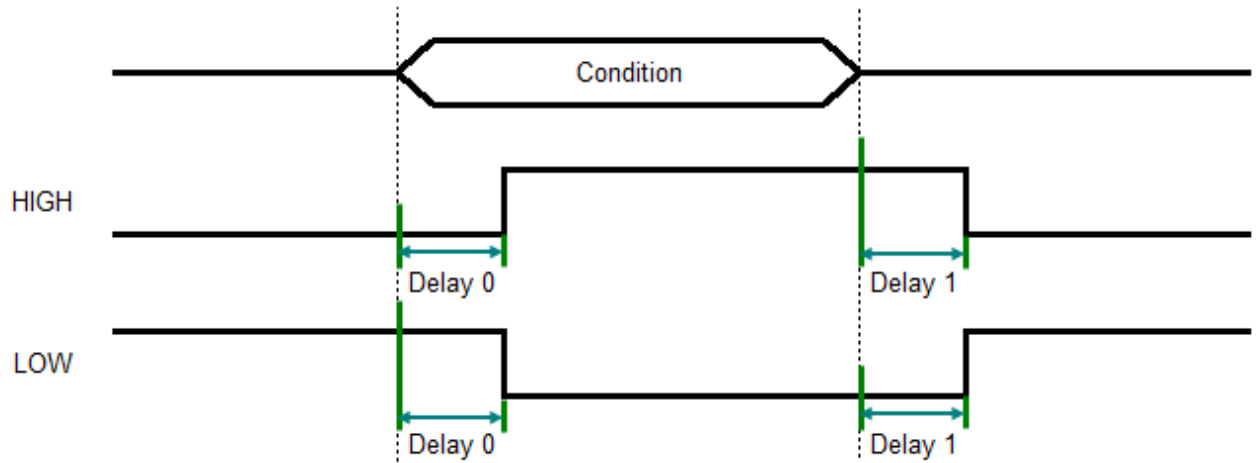 Condition
HIGH
Delay 0
Delay 1
LOW
Delay 0
Delay 1